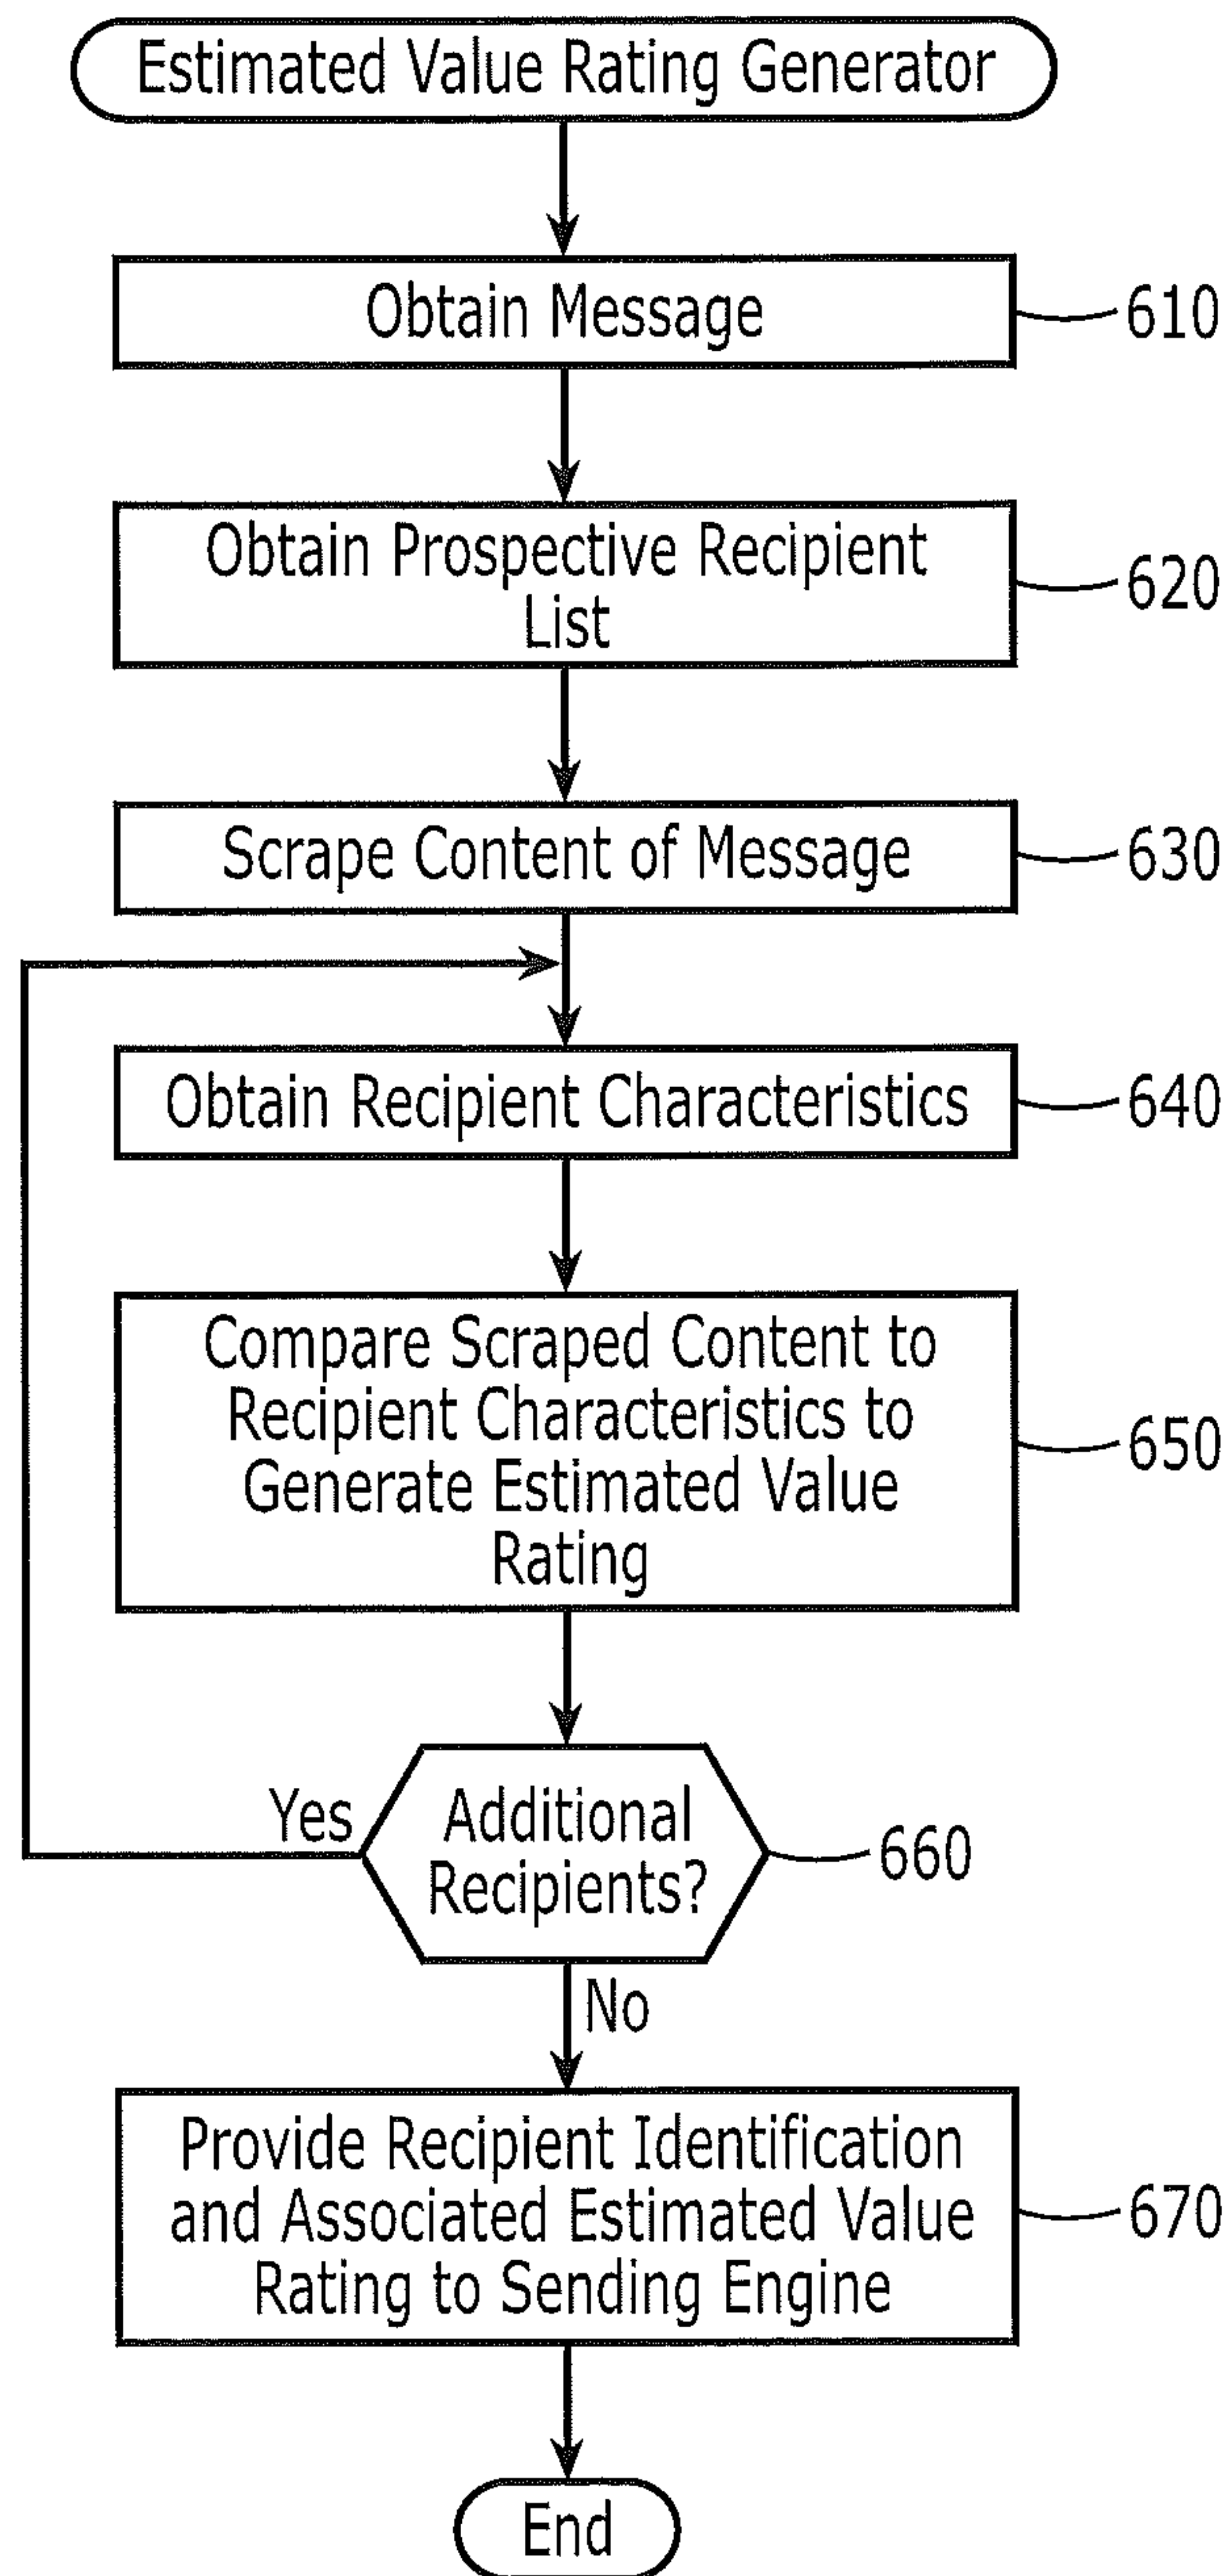 Estimated Value Rating Generator
Obtain Message
610
Obtain Prospective Recipient
List
620
Scrape Content of Message
630
Obtain Recipient Characteristics
640
Compare Scraped Content to
Recipient Characteristics to
Generate Estimated Value
Rating
650
Yes
Additional
Recipients?
660
No
Provide Recipient Identification
and Associated Estimated Value
Rating to Sending Engine
670
End